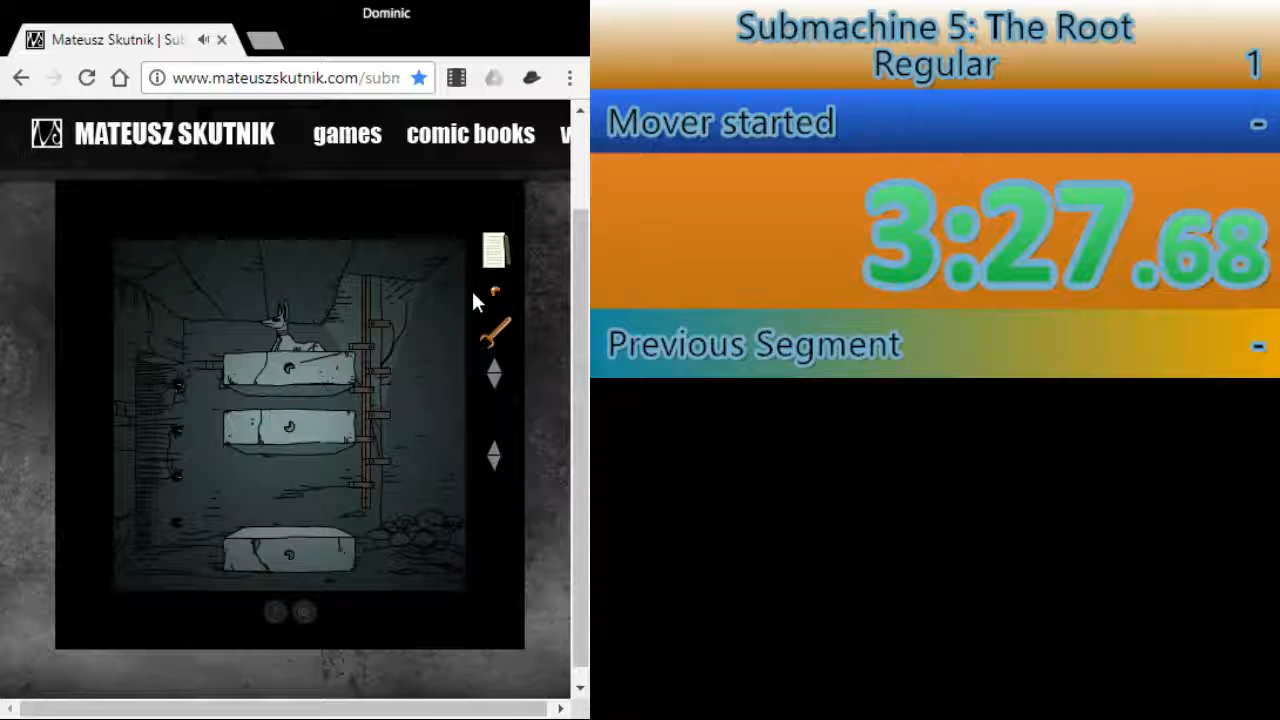 Dominic
Mateusz Skutnik | Sub
www.mateuszskutnik.com/subm
MATEUSZ SKUTNIK games comic books w
Submachine 5: The Root
Regular 1
Mover started -
3:27.68
Previous Segment -